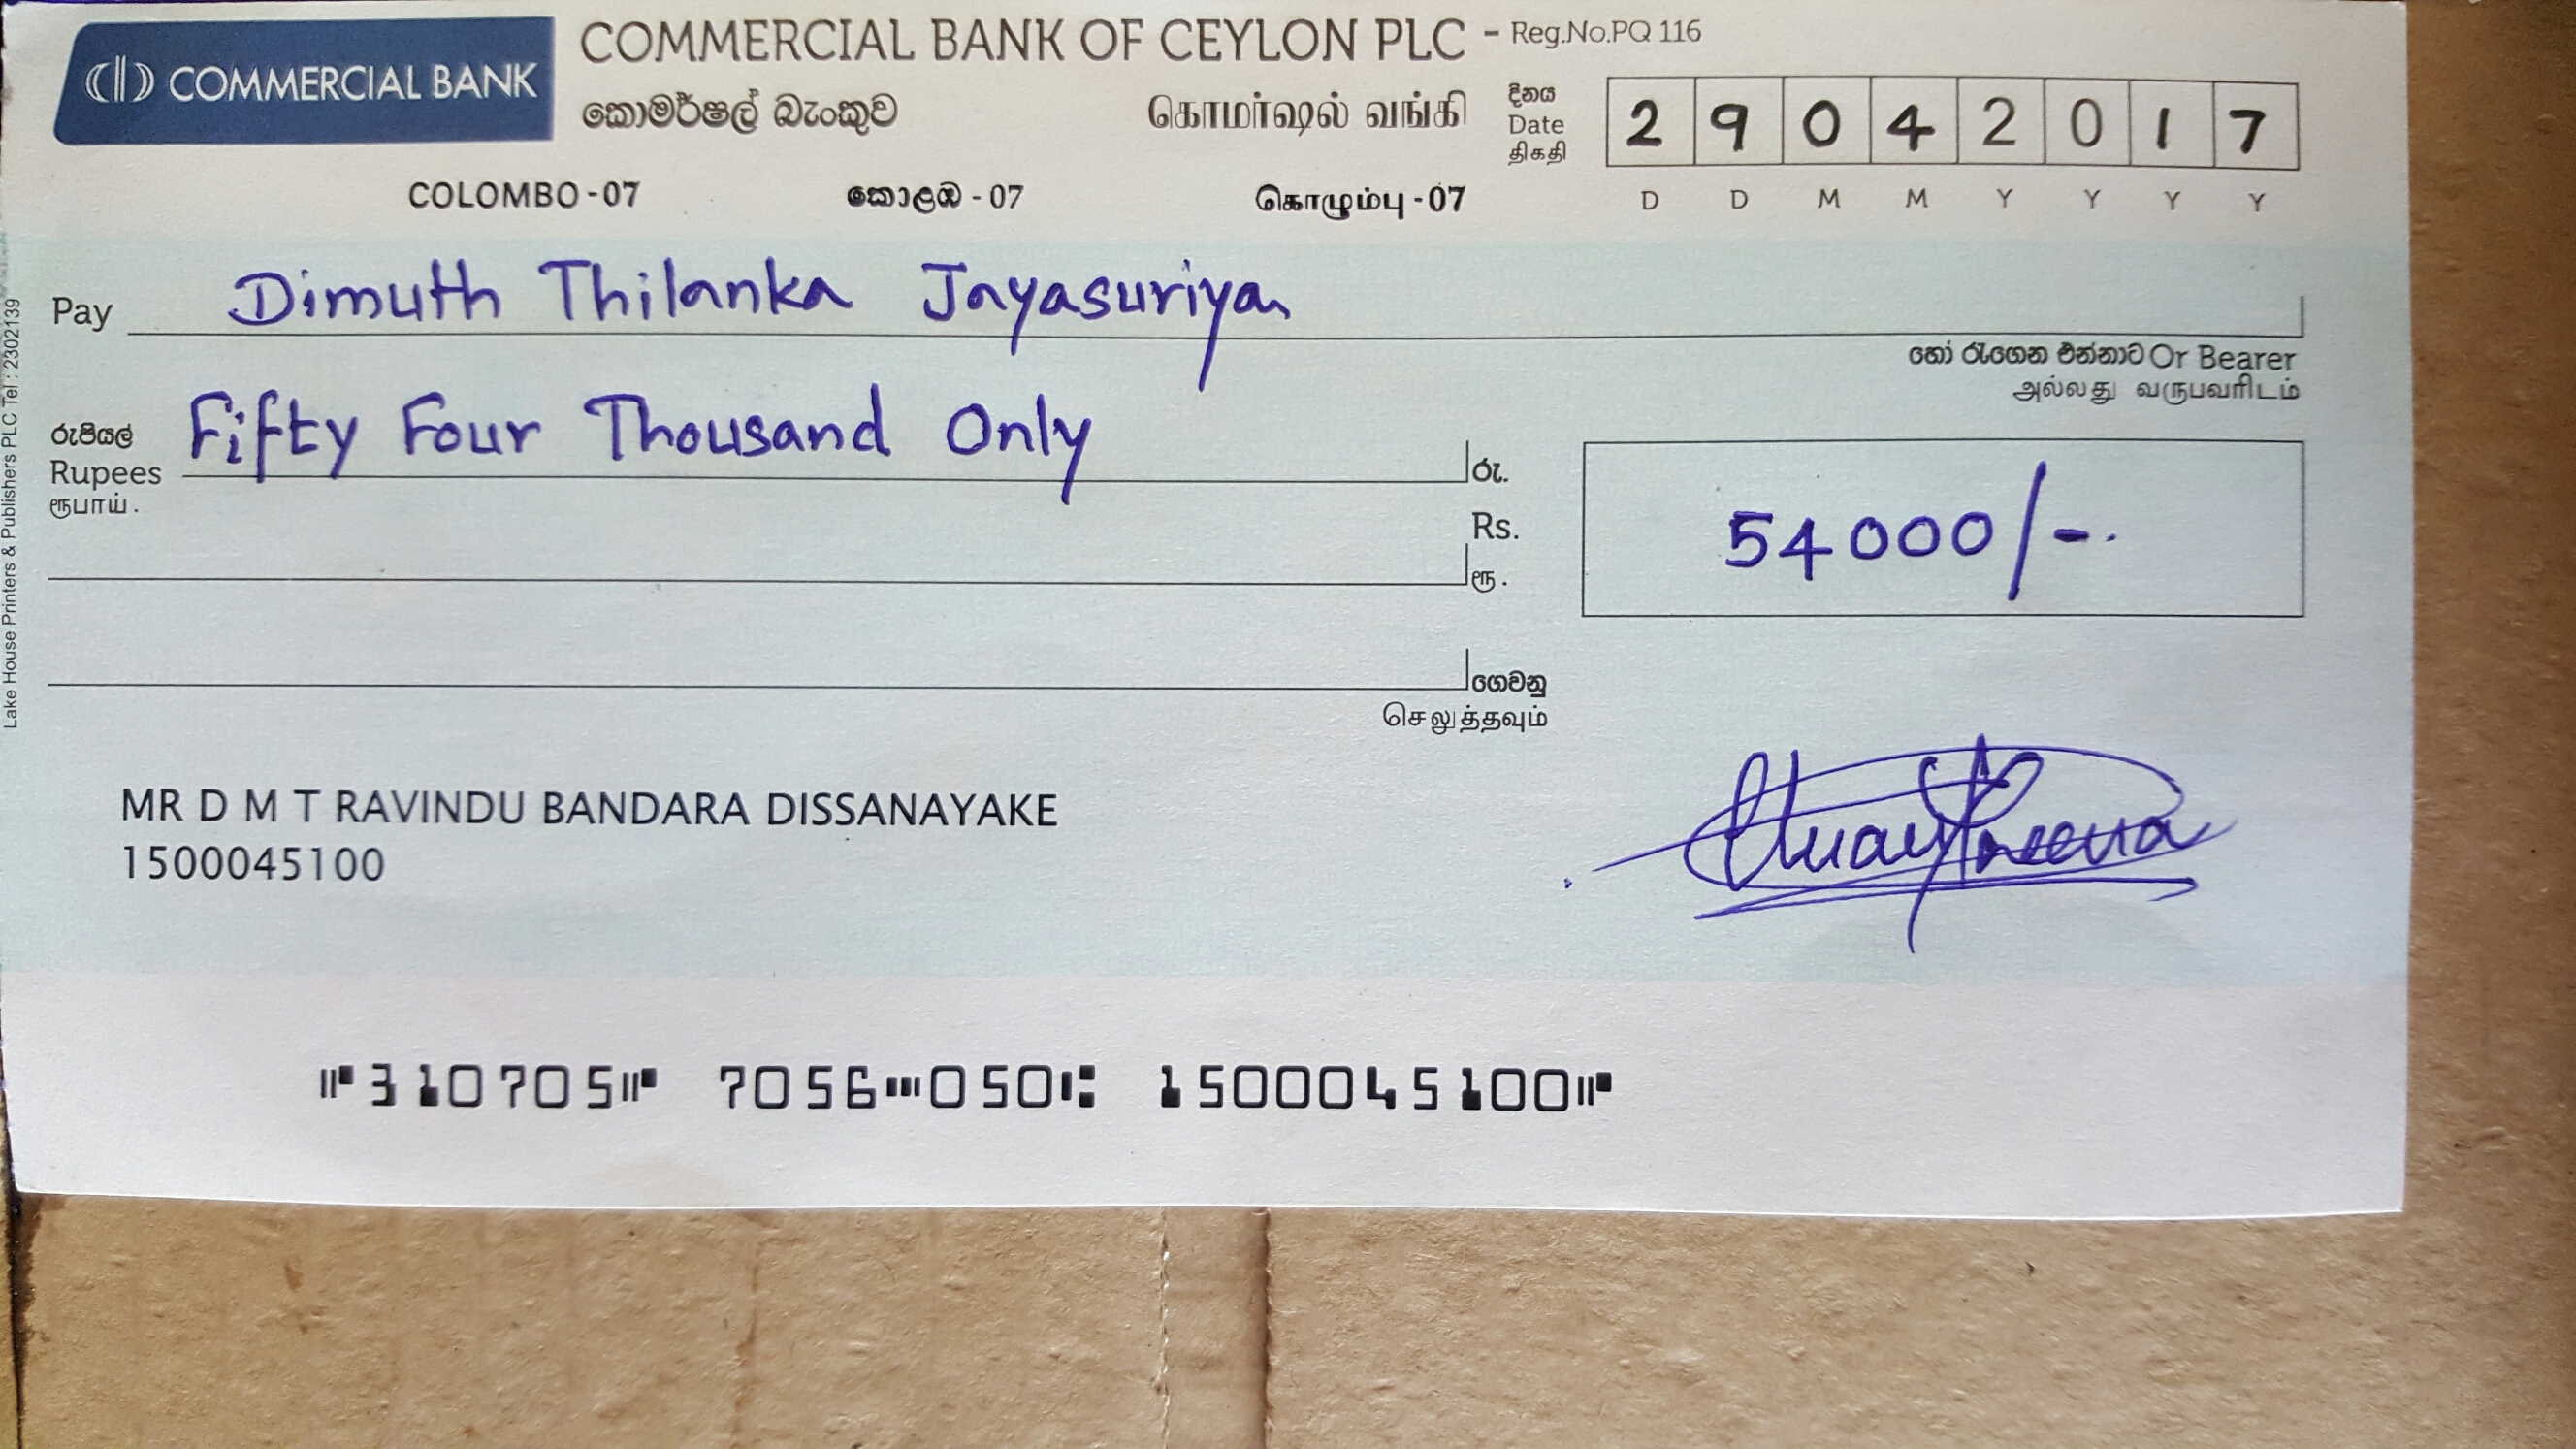 COMMERCIAL BANK
COMMERCIAL BANK OF CEYLON PLC - Reg.No.PQ 116
කොමර්ෂල් බැංකුව கொமர்ஷல் வங்கி
දිනය
Date
திகதி
2 9 0 4 2 0 1 7
D D M M Y Y Y Y
COLOMBO - 07 කොළඹ - 07 கொழும்பு - 07
Pay Dimuth Thilanka Jayasuriya
හෝ රැගෙන එන්නාට Or Bearer
அல்லது வருபவரிடம்
රුපියල්
Rupees Fifty Four Thousand Only
ரூபாய் .
රු.
Rs.
ரூ .
54000/-.
ගෙවනු
செலுத்தவும்
MR D M T RAVINDU BANDARA DISSANAYAKE
1500045100
⑈310705⑈ 7056⑉050⑆ 1500045100⑈
Lake House Printers & Publishers PLC Tel : 2302139